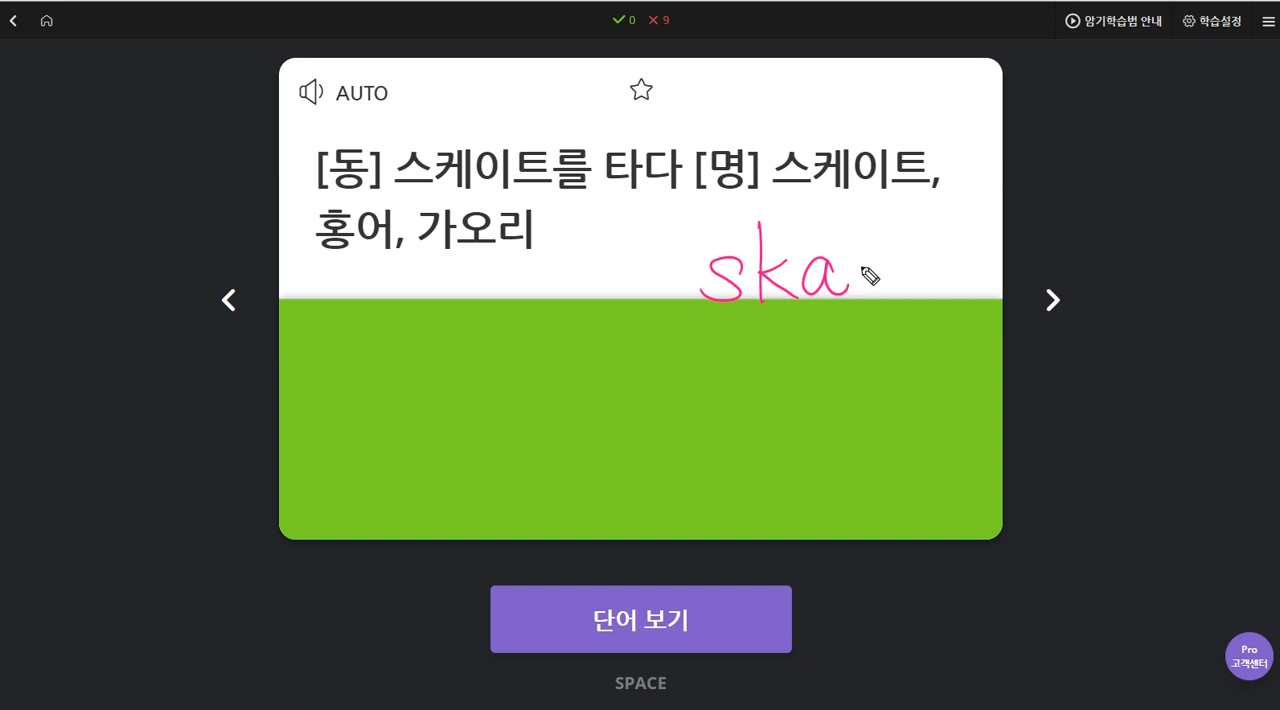 0 9 암기학습법 안내 학습설정
AUTO
[동] 스케이트를 타다 [명] 스케이트,
홍어, 가오리
ska
단어 보기
SPACE
Pro
고객센터